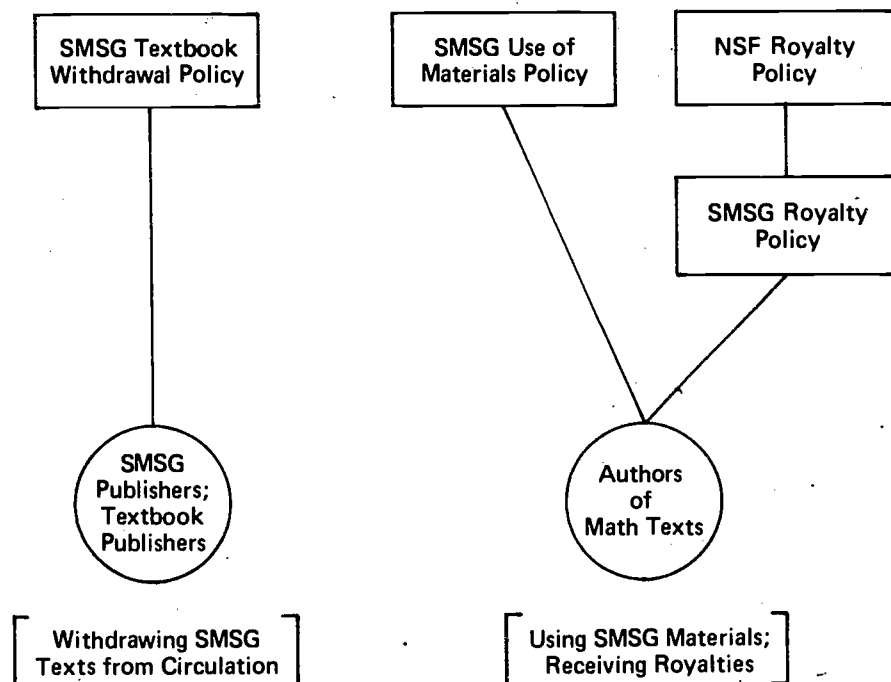 SMSG Textbook
Withdrawal Policy
SMSG Use of
Materials Policy
NSF Royalty
Policy
SMSG Royalty
Policy
SMSG
Publishers;
Textbook
Publishers
Authors
of
Math Texts
Withdrawing SMSG
Texts from Circulation
Using SMSG Materials;
Receiving Royalties